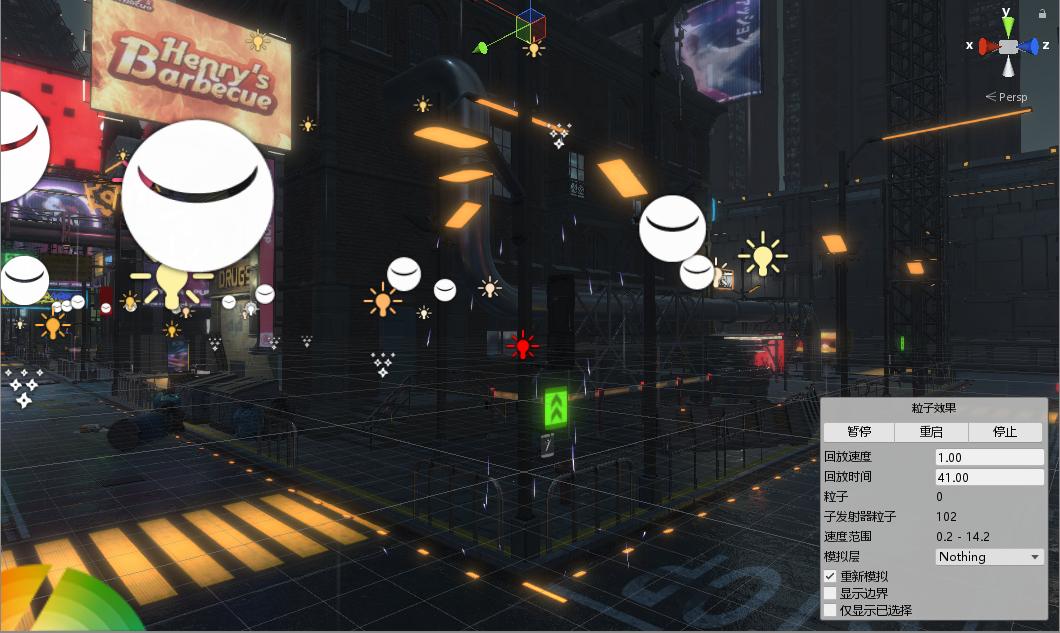 Henry's
Barbecue
DRUGS
y
x
z
Persp
粒子效果
暂停
重启
停止
回放速度
1.00
回放时间
41.00
粒子
0
子发射器粒子
102
速度范围
0.2 - 14.2
模拟层
Nothing
重新模拟
显示边界
仅显示已选择